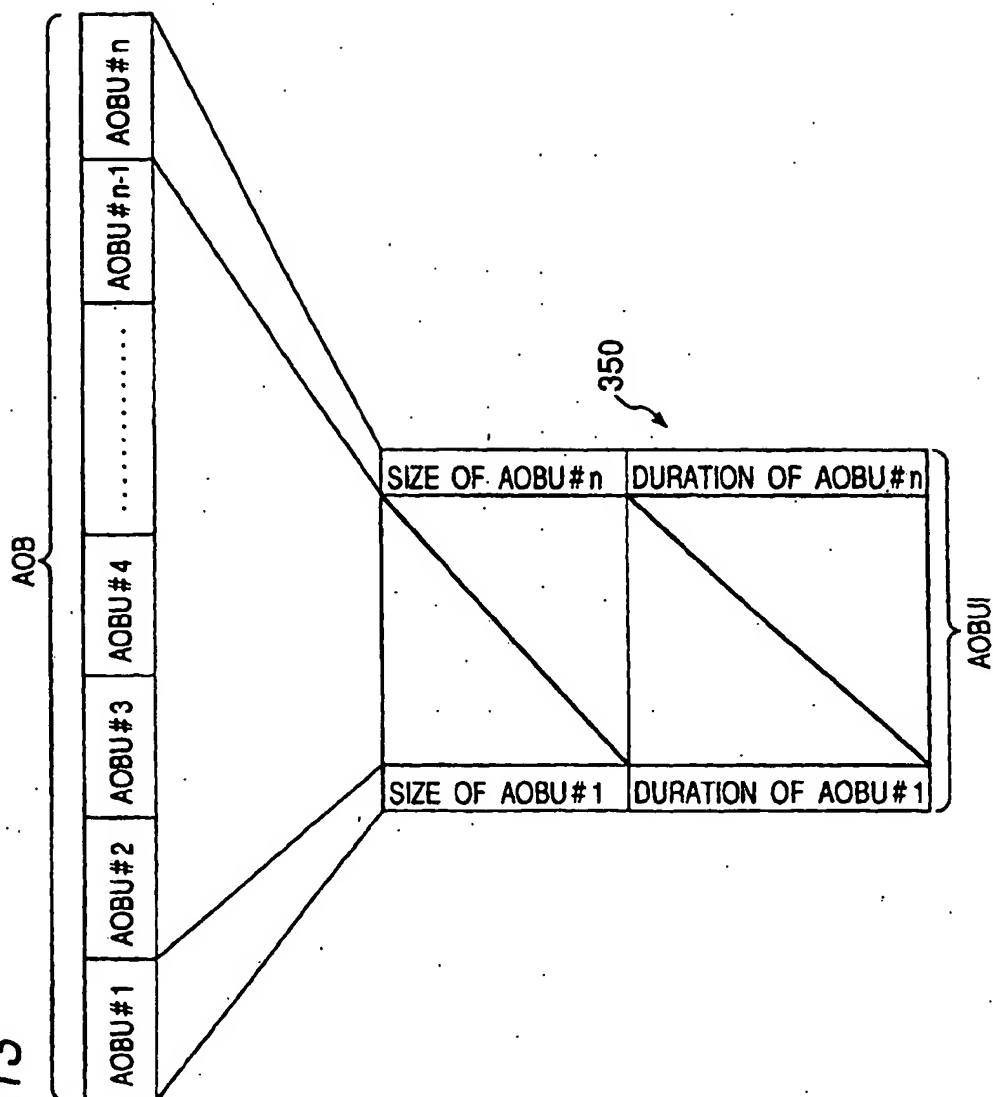 13
AOB
AOBU#1
AOBU#2
AOBU#3
AOBU#4
...........
AOBU#n-1
AOBU#n
350
SIZE OF AOBU#1
DURATION OF AOBU#1
SIZE OF AOBU#n
DURATION OF AOBU#n
AOBUI